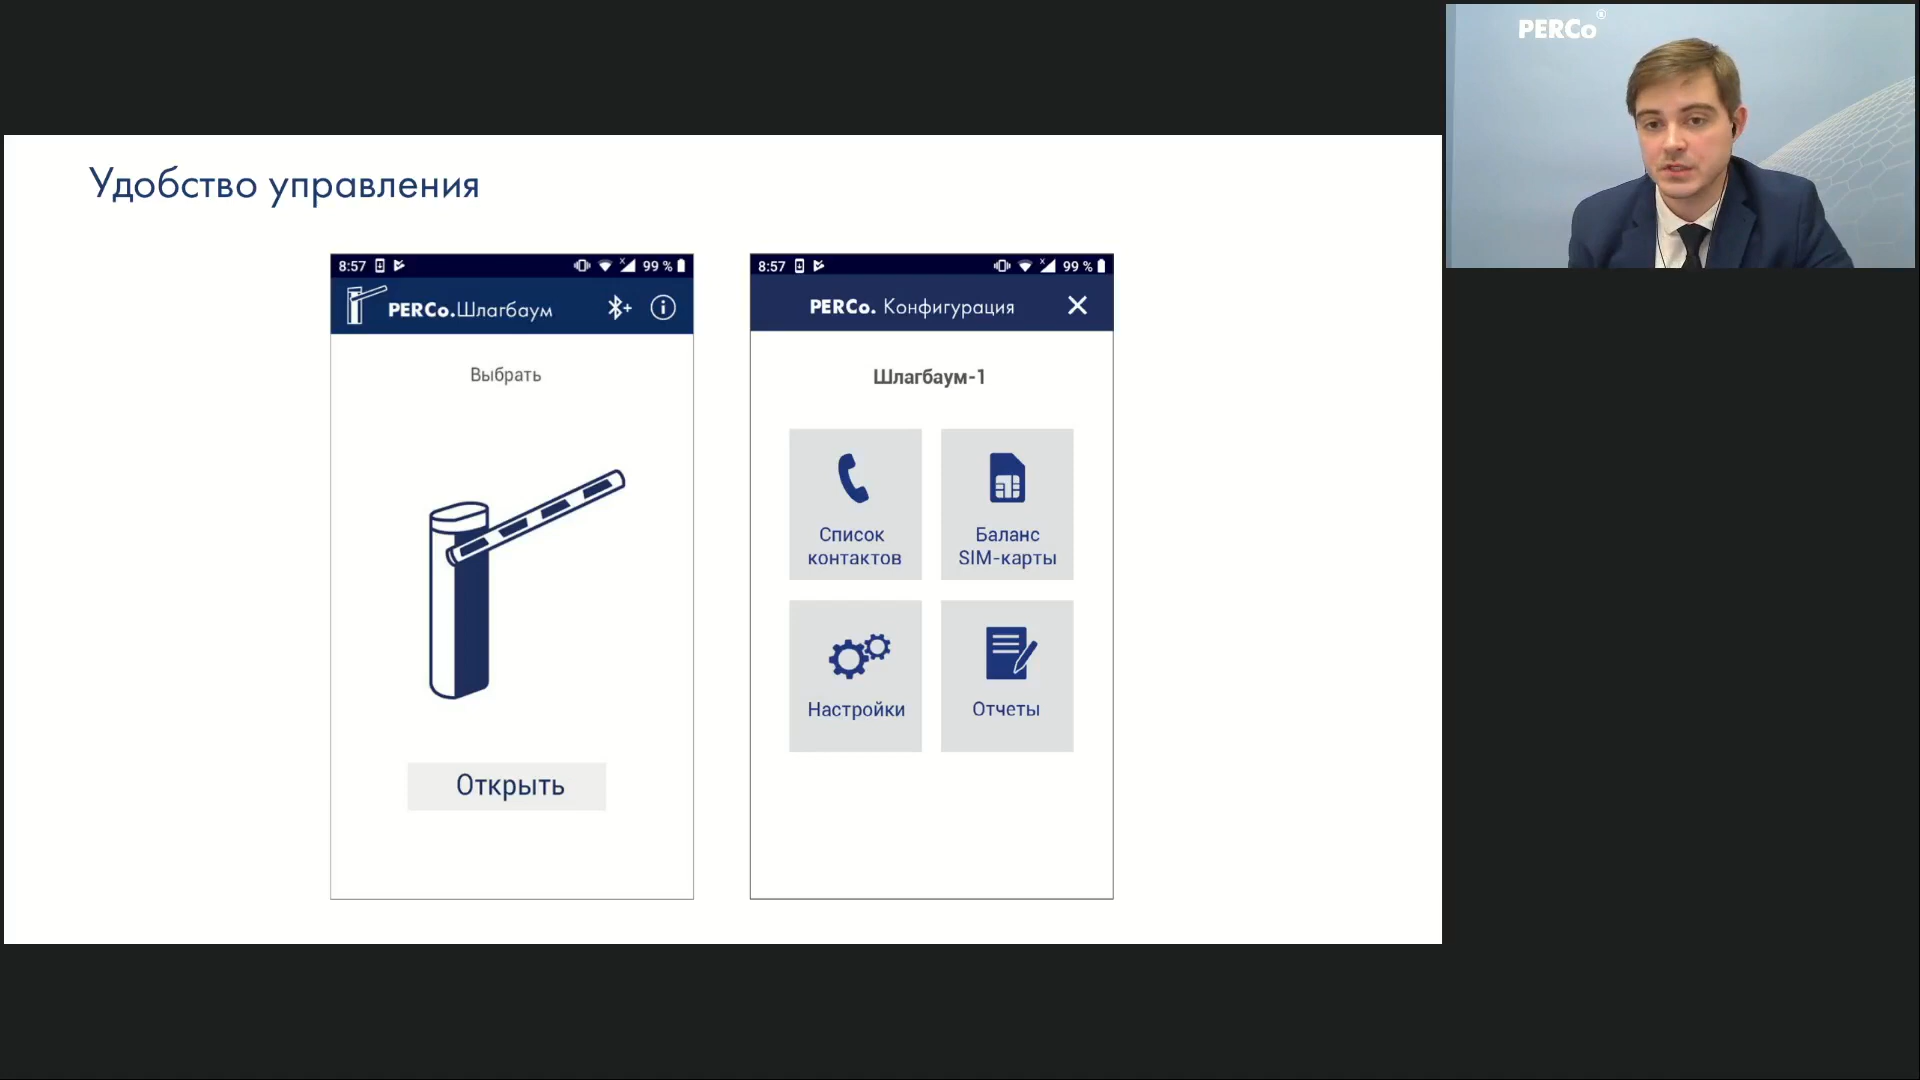 PERCo®
Удобство управления
8:57 99 %
PERCo.Шлагбаум
Выбрать
Открыть
8:57 99 %
PERCo. Конфигурация
Шлагбаум-1
Список
контактов
Баланс
SIM-карты
Настройки
Отчеты